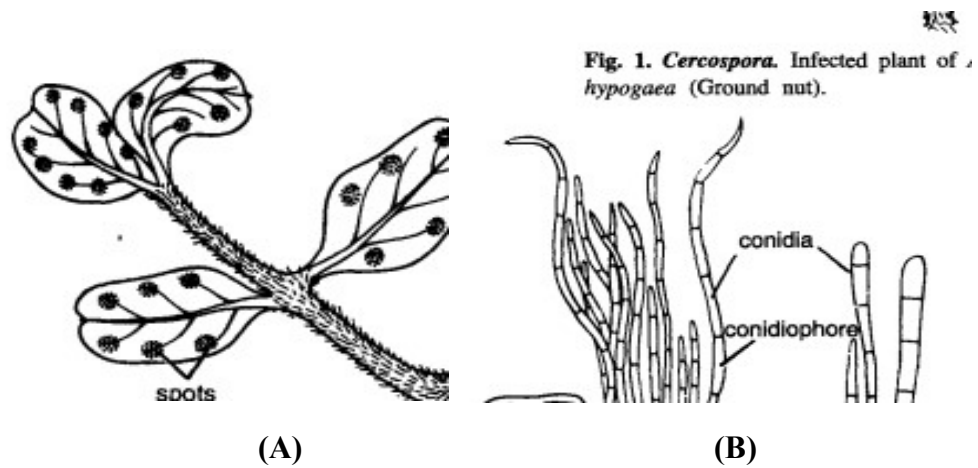 Fig. 1. Cercospora. Infected plant of
hypogaea (Ground nut).
conidia
conidiophore
spots
(A)
(B)